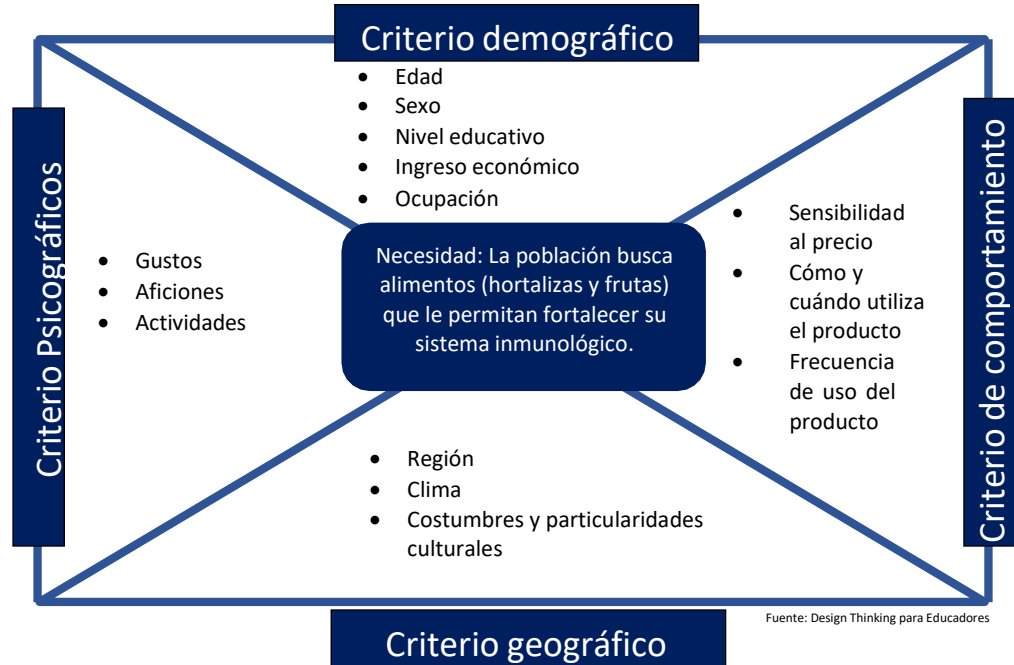 Criterio demográfico
• Edad
• Sexo
• Nivel educativo
• Ingreso económico
• Ocupación
Criterio Psicográficos
• Gustos
• Aficiones
• Actividades
Necesidad: La población busca
alimentos (hortalizas y frutas)
que le permitan fortalecer su
sistema inmunológico.
• Sensibilidad
al precio
• Cómo y
cuándo utiliza
el producto
• Frecuencia
de uso del
producto
Criterio de comportamiento
• Región
• Clima
• Costumbres y particularidades
culturales
Criterio geográfico
Fuente: Design Thinking para Educadores